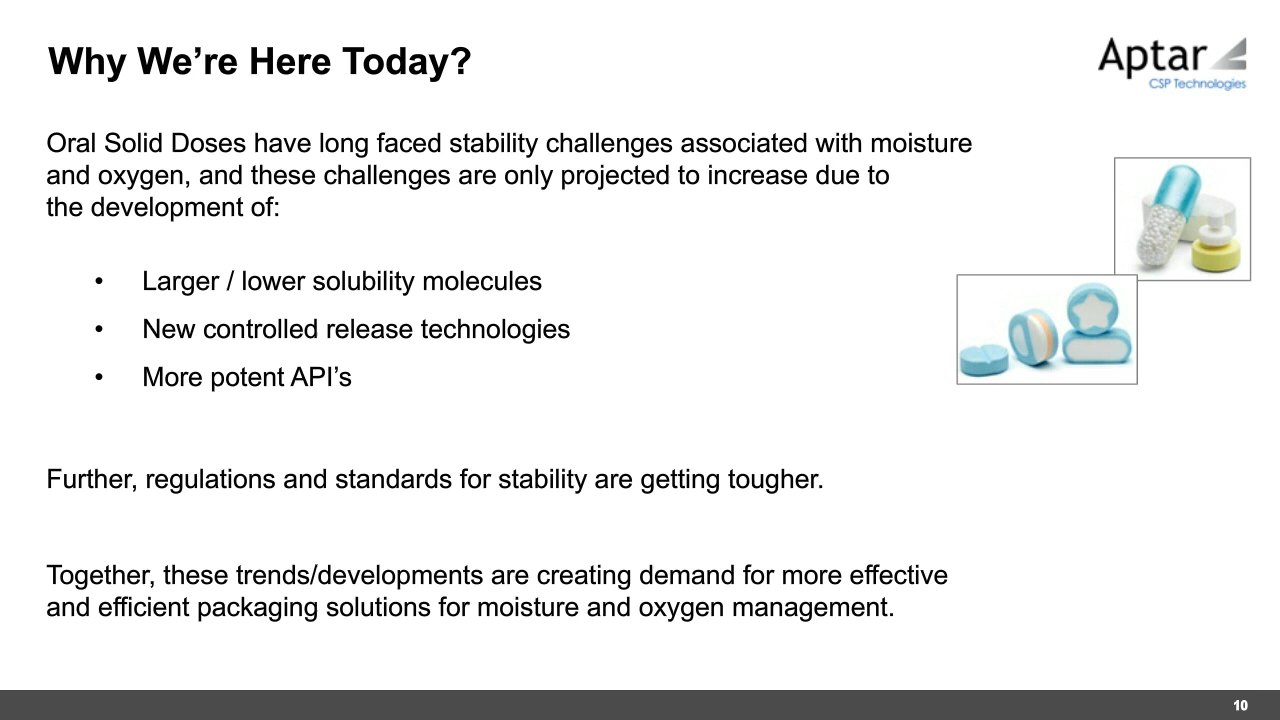 Why We’re Here Today?
Aptar
CSP Technologies
Oral Solid Doses have long faced stability challenges associated with moisture
and oxygen, and these challenges are only projected to increase due to
the development of:
• Larger / lower solubility molecules
• New controlled release technologies
• More potent API’s
Further, regulations and standards for stability are getting tougher.
Together, these trends/developments are creating demand for more effective
and efficient packaging solutions for moisture and oxygen management.
10